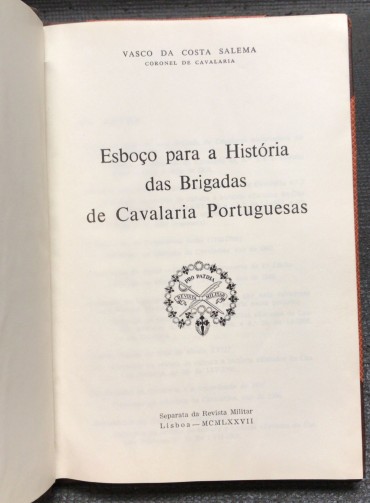 VASCO DA COSTA SALEMA
CORONEL DE CAVALARIA
Esboço para a História
das Brigadas
de Cavalaria Portuguesas
PRO PATRIA
REVISTA MILITAR
Separata da Revista Militar
Lisboa — MCMLXXVII